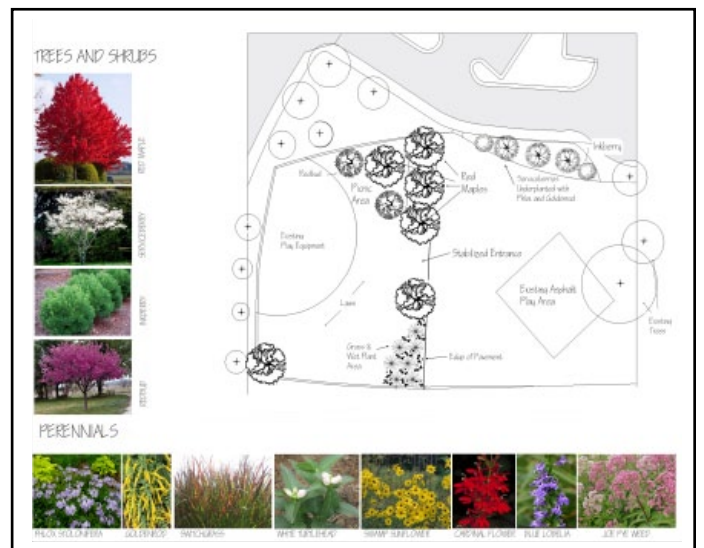 TREES AND SHRUBS
RED MAPLE
SERVICEBERRY
INKBERRY
REDBUD
Redbud
Picnic
Area
Red
Maples
Inkberry
Serviceberries
Underplanted with
Phlox and Goldenrod
Existing
Play Equipment
Stabilized Entrance
Lawn
Existing Asphalt
Play Area
Existing
Trees
Grass &
Wet Plant
Area
Edge of Pavement
PERENNIALS
PHLOX STOLONIFERA
GOLDENROD
SWITCHGRASS
WHITE TURTLEHEAD
SWAMP SUNFLOWER
CARDINAL FLOWER
BLUE LOBELIA
JOE PYE WEED